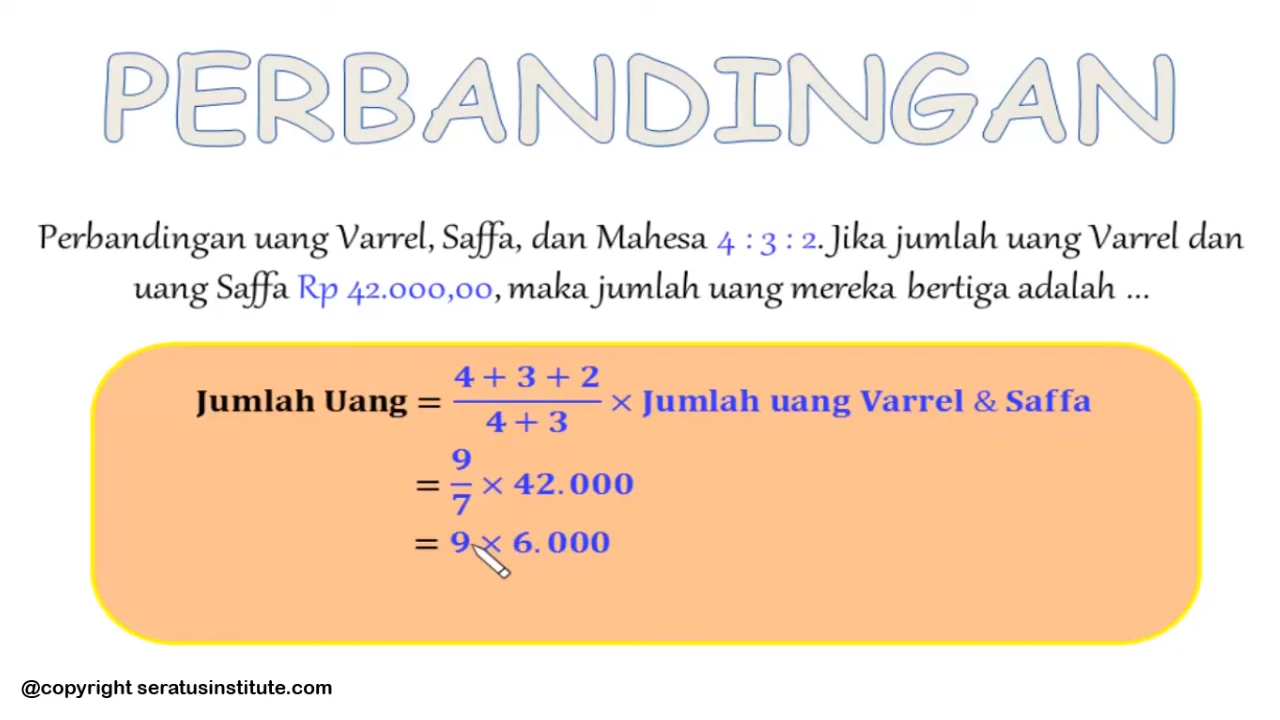 PERBANDINGAN
Perbandingan uang Varrel, Saffa, dan Mahesa 4 : 3 : 2. Jika jumlah uang Varrel dan
uang Saffa Rp 42.000,00, maka jumlah uang mereka bertiga adalah ...
Jumlah Uang = (4 + 3 + 2)/(4 + 3) × Jumlah uang Varrel & Saffa
= 9/7 × 42.000
= 9 × 6.000
@copyright seratusinstitute.com